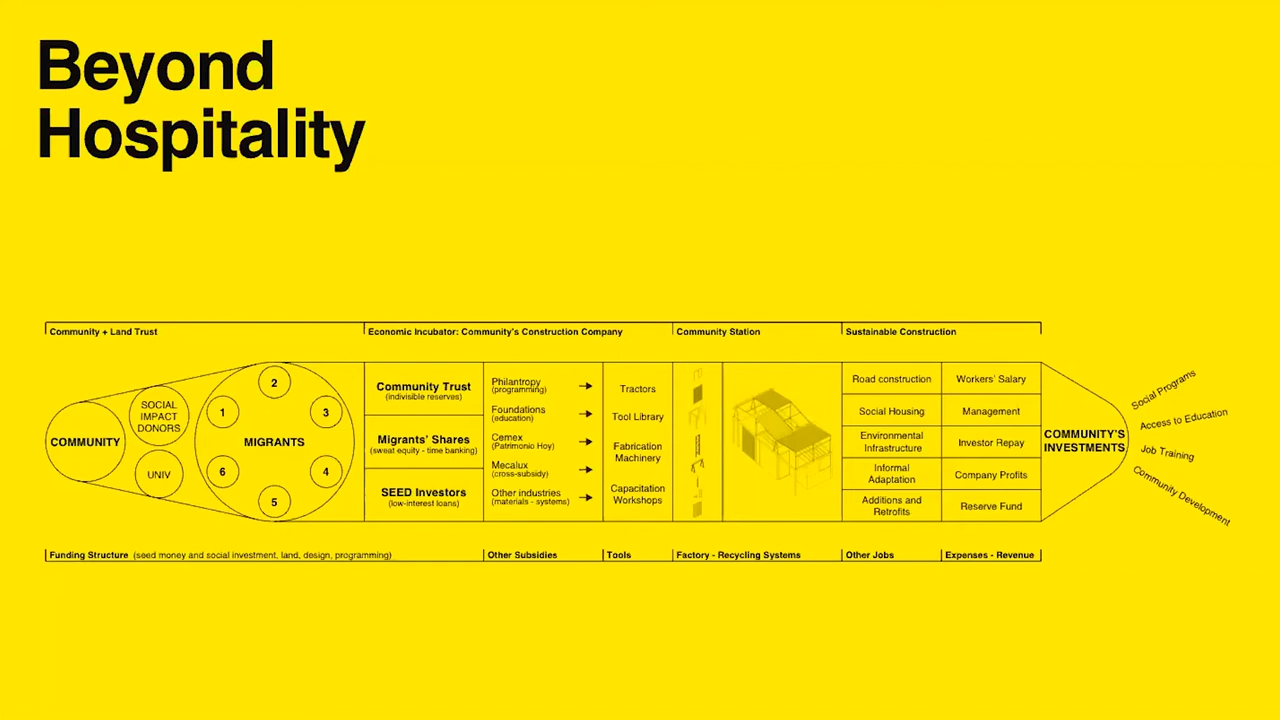 Beyond
Hospitality
Community + Land Trust
Economic Incubator: Community's Construction Company
Community Station
Sustainable Construction
COMMUNITY
SOCIAL
IMPACT
DONORS
UNIV
MIGRANTS
1
2
3
4
5
6
Community Trust
(indivisible reserves)
Migrants' Shares
(sweat equity - time banking)
SEED Investors
(low-interest loans)
Philantropy
(programming)
Foundations
(education)
Cemex
(Patrimonio Hoy)
Mecalux
(cross-subsidy)
Other industries
(materials - systems)
Tractors
Tool Library
Fabrication
Machinery
Capacitation
Workshops
Road construction
Social Housing
Environmental
Infrastructure
Informal
Adaptation
Additions and
Retrofits
Workers' Salary
Management
Investor Repay
Company Profits
Reserve Fund
COMMUNITY'S
INVESTMENTS
Social Programs
Access to Education
Job Training
Community Development
Funding Structure (seed money and social investment, land, design, programming)
Other Subsidies
Tools
Factory - Recycling Systems
Other Jobs
Expenses - Revenue